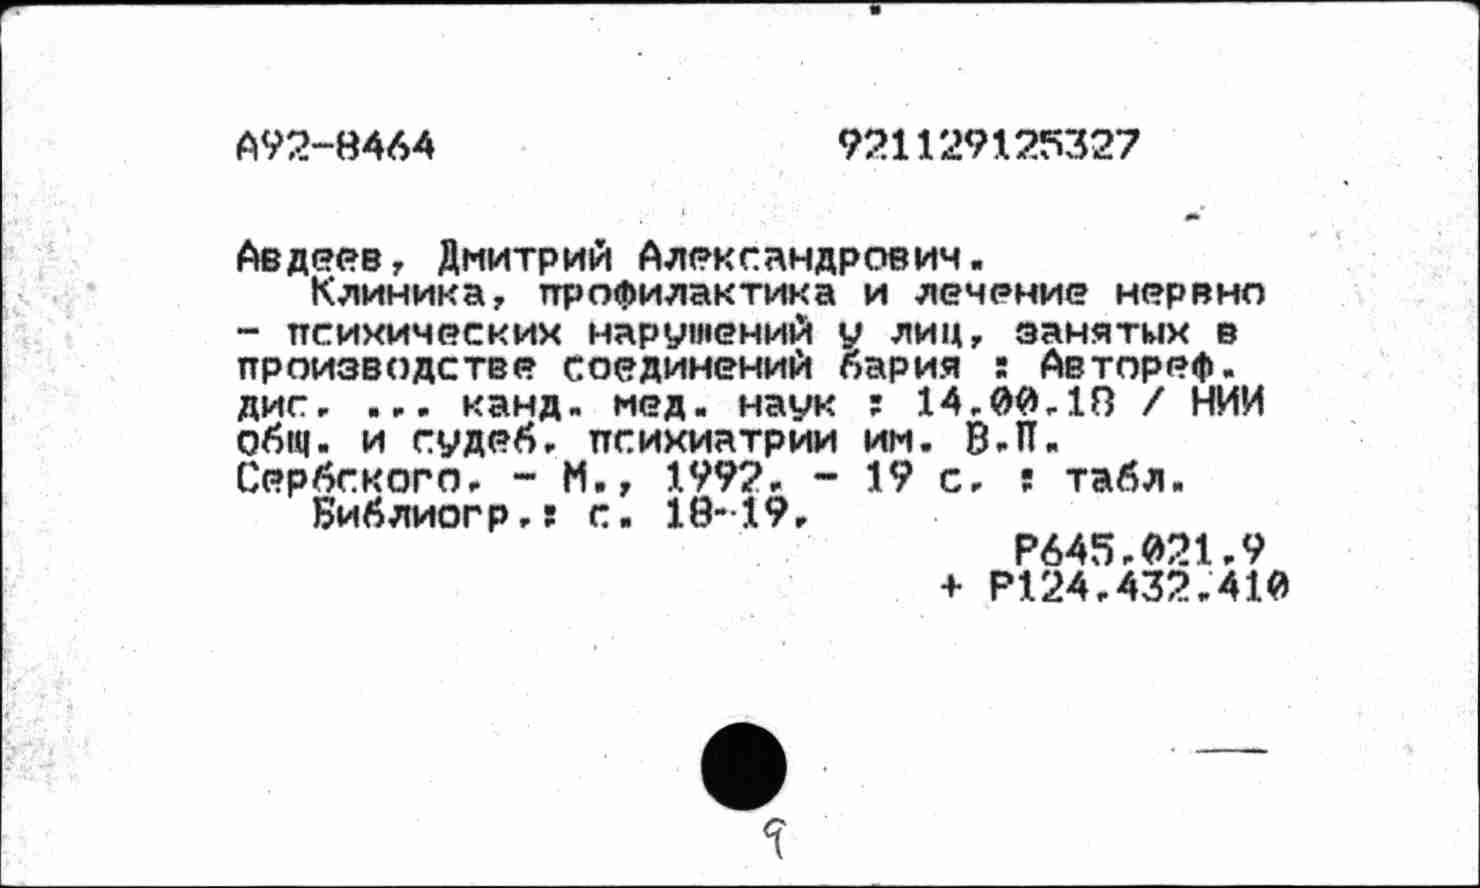 А92-8464 921129125327
Авдеев, Дмитрий Александрович.
Клиника, профилактика и лечение нервно
- психических нарушений у лиц, занятых в
производстве соединений бария : Автореф.
дис. ... канд. мед. наук : 14.00.18 / НИИ
общ. и судеб. психиатрии им. В.П.
Сербского. - М., 1992. - 19 с. : табл.
Библиогр.: с. 18-19.
Р645.021.9
+ Р124.432.410
9